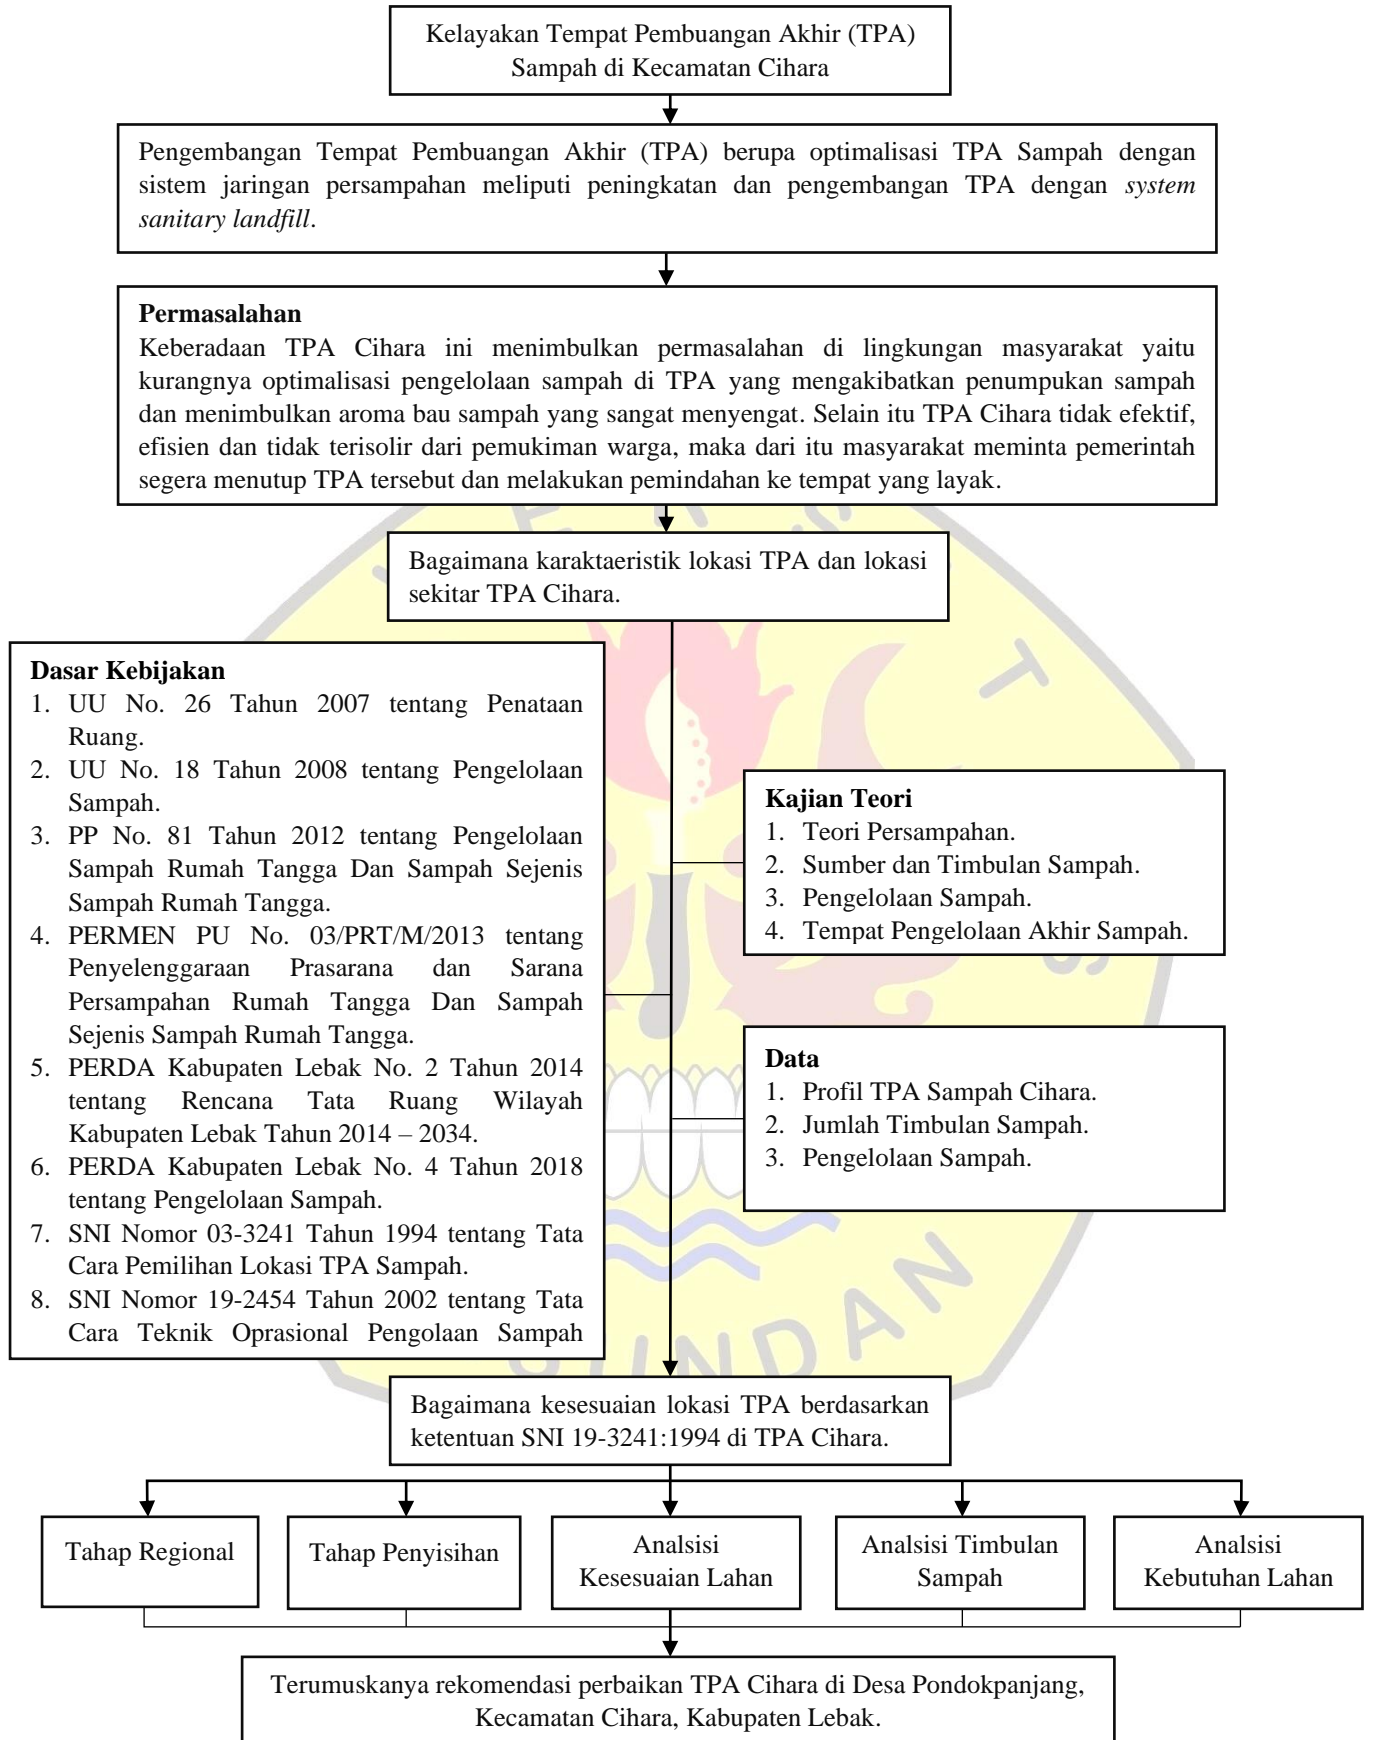 Kelayakan Tempat Pembuangan Akhir (TPA)
Sampah di Kecamatan Cihara
Pengembangan Tempat Pembuangan Akhir (TPA) berupa optimalisasi TPA Sampah dengan
sistem jaringan persampahan meliputi peningkatan dan pengembangan TPA dengan system
sanitary landfill.
Permasalahan
Keberadaan TPA Cihara ini menimbulkan permasalahan di lingkungan masyarakat yaitu
kurangnya optimalisasi pengelolaan sampah di TPA yang mengakibatkan penumpukan sampah
dan menimbulkan aroma bau sampah yang sangat menyengat. Selain itu TPA Cihara tidak efektif,
efisien dan tidak terisolir dari pemukiman warga, maka dari itu masyarakat meminta pemerintah
segera menutup TPA tersebut dan melakukan pemindahan ke tempat yang layak.
Bagaimana karaktaeristik lokasi TPA dan lokasi
sekitar TPA Cihara.
Dasar Kebijakan
1. UU No. 26 Tahun 2007 tentang Penataan
Ruang.
2. UU No. 18 Tahun 2008 tentang Pengelolaan
Sampah.
3. PP No. 81 Tahun 2012 tentang Pengelolaan
Sampah Rumah Tangga Dan Sampah Sejenis
Sampah Rumah Tangga.
4. PERMEN PU No. 03/PRT/M/2013 tentang
Penyelenggaraan Prasarana dan Sarana
Persampahan Rumah Tangga Dan Sampah
Sejenis Sampah Rumah Tangga.
5. PERDA Kabupaten Lebak No. 2 Tahun 2014
tentang Rencana Tata Ruang Wilayah
Kabupaten Lebak Tahun 2014 – 2034.
6. PERDA Kabupaten Lebak No. 4 Tahun 2018
tentang Pengelolaan Sampah.
7. SNI Nomor 03-3241 Tahun 1994 tentang Tata
Cara Pemilihan Lokasi TPA Sampah.
8. SNI Nomor 19-2454 Tahun 2002 tentang Tata
Cara Teknik Oprasional Pengolaan Sampah
Kajian Teori
1. Teori Persampahan.
2. Sumber dan Timbulan Sampah.
3. Pengelolaan Sampah.
4. Tempat Pengelolaan Akhir Sampah.
Data
1. Profil TPA Sampah Cihara.
2. Jumlah Timbulan Sampah.
3. Pengelolaan Sampah.
Bagaimana kesesuaian lokasi TPA berdasarkan
ketentuan SNI 19-3241:1994 di TPA Cihara.
Tahap Regional
Tahap Penyisihan
Analsisi
Kesesuaian Lahan
Analsisi Timbulan
Sampah
Analsisi
Kebutuhan Lahan
Terumuskanya rekomendasi perbaikan TPA Cihara di Desa Pondokpanjang,
Kecamatan Cihara, Kabupaten Lebak.